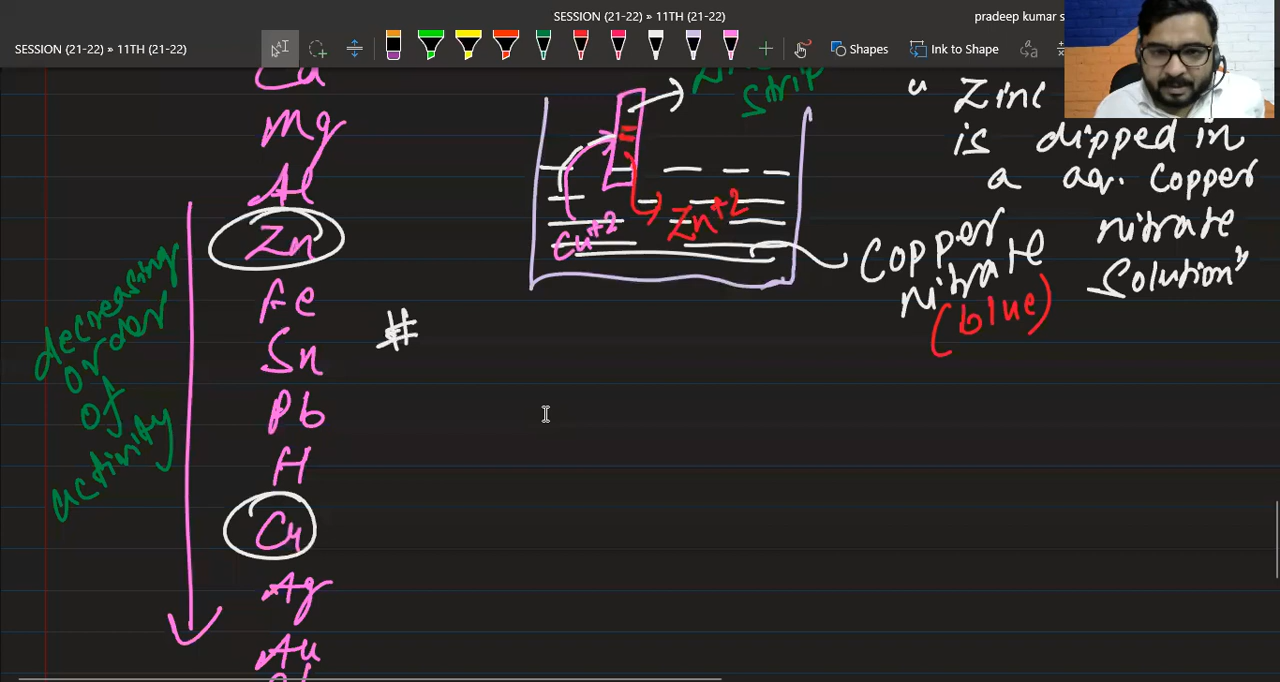 SESSION (21-22) » 11TH (21-22)
pradeep kumar s
SESSION (21-22) » 11TH (21-22)
Shapes
Ink to Shape
Ca
Mg
Al
Zn
Fe
Sn
Pb
H
Cu
Ag
Au
decreasing
order
of
activity
#
strip
Cu+2
Zn+2
Copper
nitrate
(blue)
" Zinc
is dipped in
a aq. Copper
nitrate
Solution"